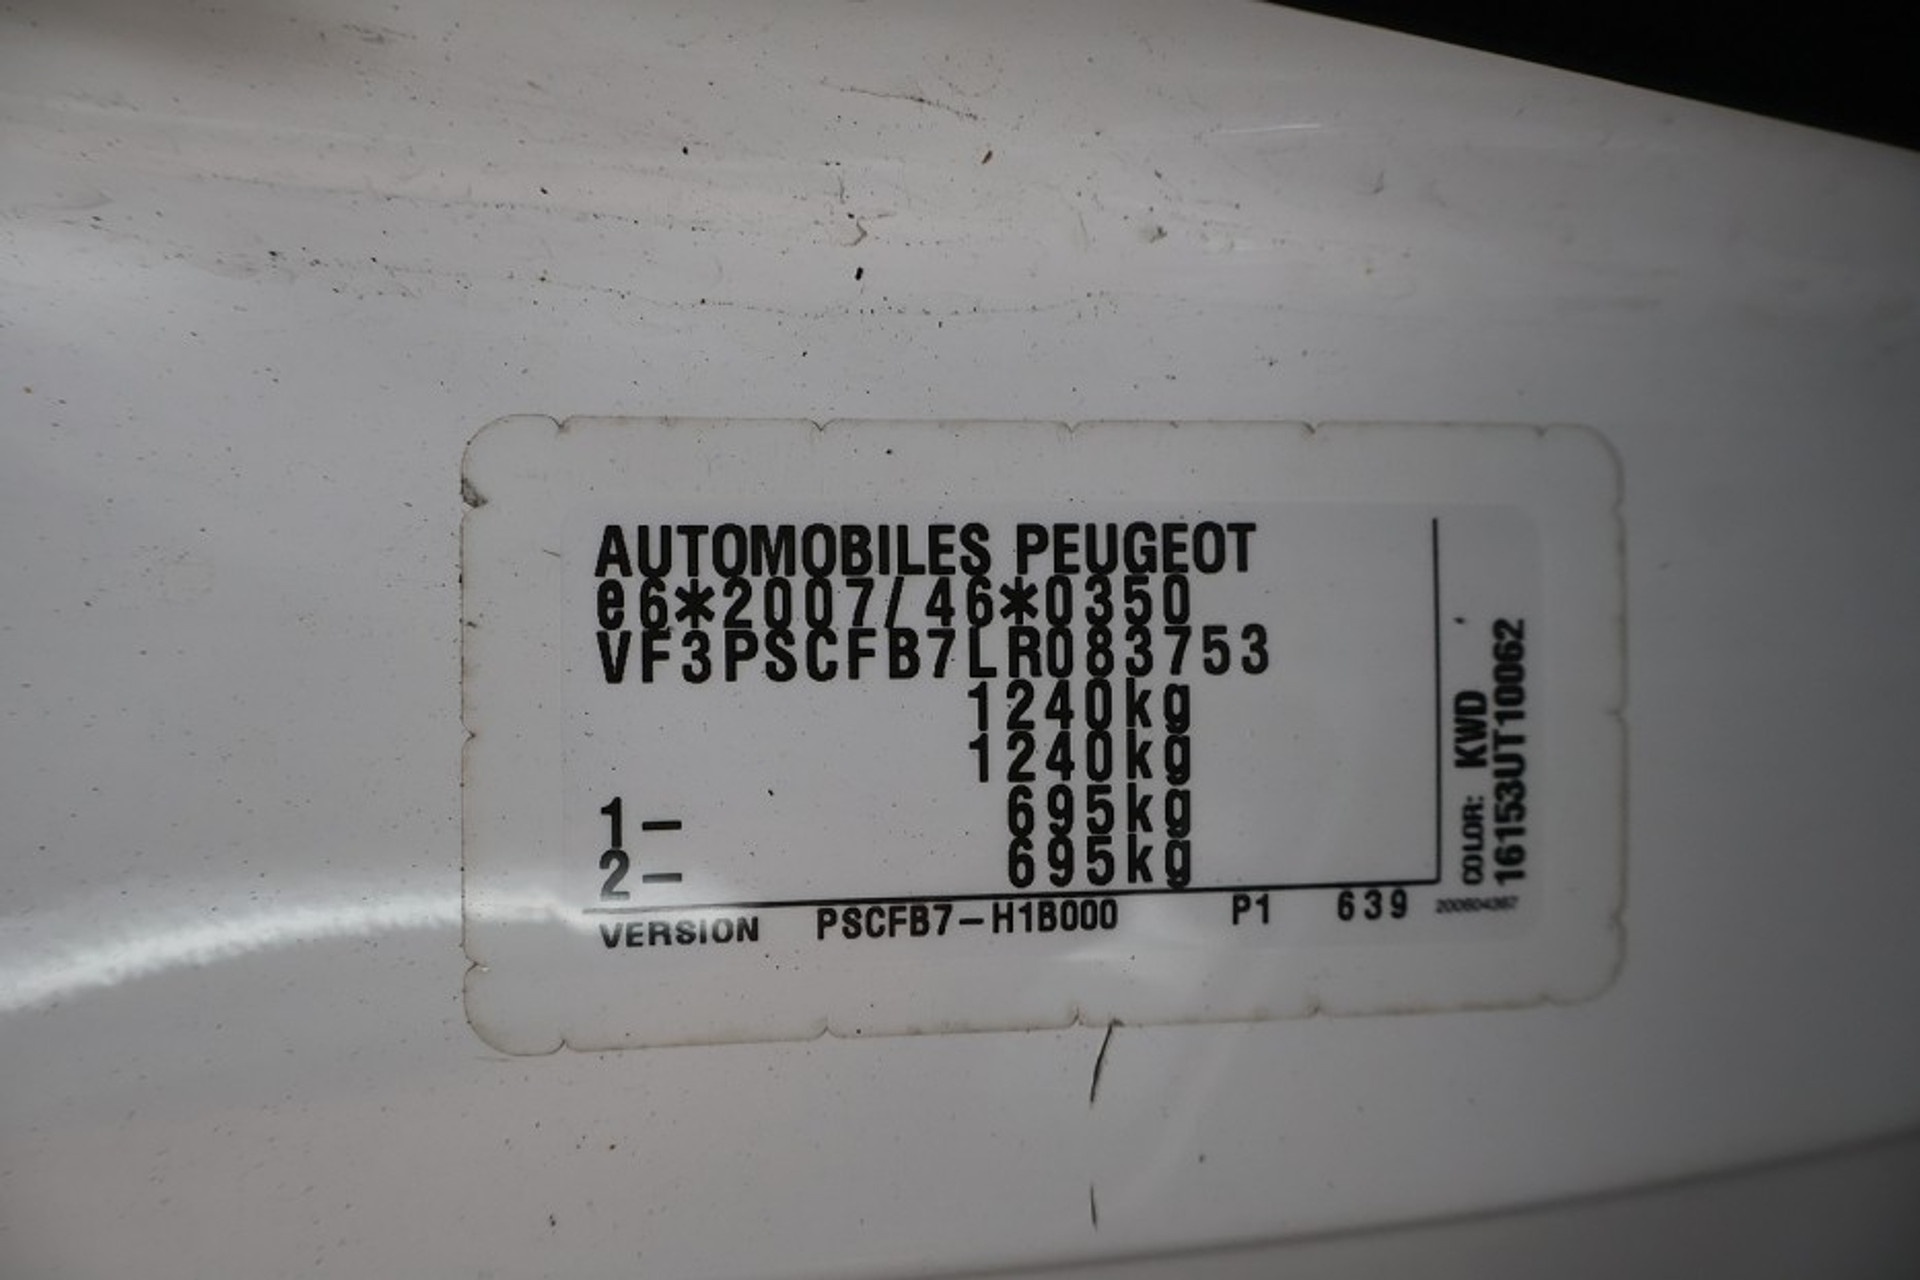 AUTOMOBILES PEUGEOT
e6*2007/46*0350
VF3PSCFB7LR083753
1240kg
1240kg
1- 695kg
2- 695kg
VERSION PSCFB7-H1B000 P1 639
COLOR: KWD
16153UT10062